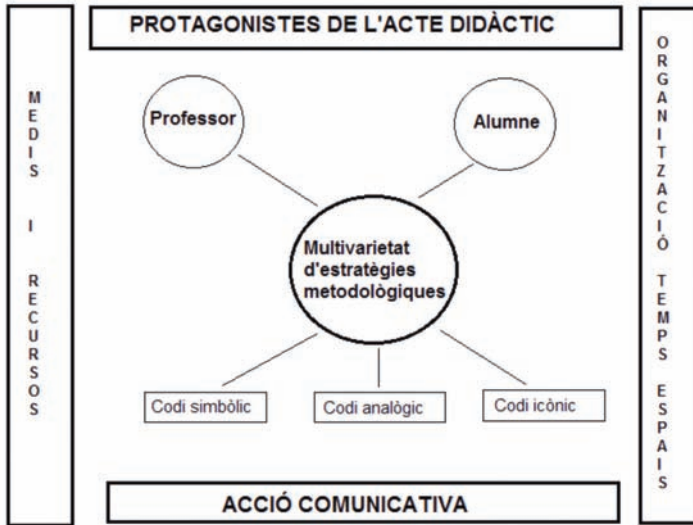 PROTAGONISTES DE L'ACTE DIDÀCTIC
MEDIS I RECURSOS
Professor
Alumne
Multivarietat
d'estratègies
metodològiques
Codi simbòlic
Codi analògic
Codi icònic
ORGANITZACIÓ TEMPS ESPAIS
ACCIÓ COMUNICATIVA